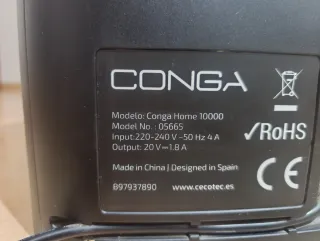 CONGA
Modelo: Conga Home 10000
Model No.: 05665
Input: 220-240 V ~50 Hz 4 A
Output: 20 V⎓1.8 A
✓RoHS
Made in China | Designed in Spain
897937890 www.cecotec.es
CE